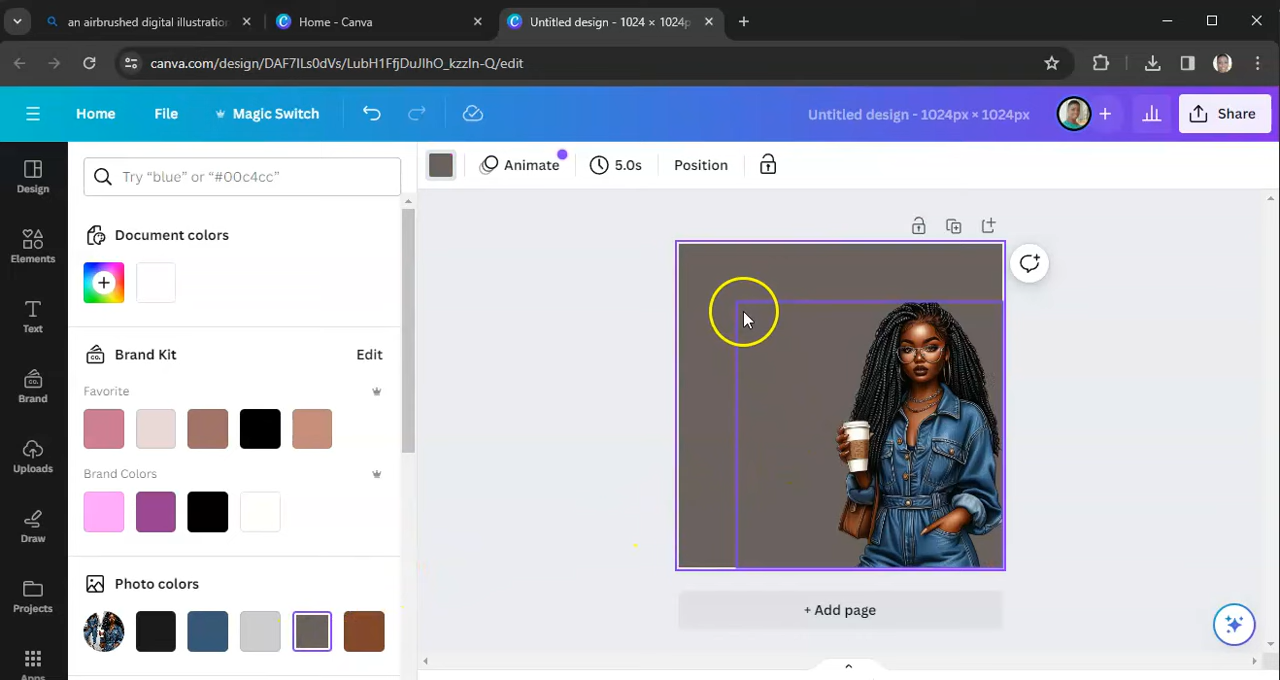 an airbrushed digital illustration
Home - Canva
Untitled design - 1024 × 1024p
canva.com/design/DAF7ILs0dVs/LubH1FfjDuJIhO_kzzIn-Q/edit
Home
File
Magic Switch
Untitled design - 1024px × 1024px
Share
Design
Elements
Text
Brand
Uploads
Draw
Projects
Apps
Try “blue” or “#00c4cc”
Document colors
Brand Kit
Edit
Favorite
Brand Colors
Photo colors
Animate
5.0s
Position
+ Add page